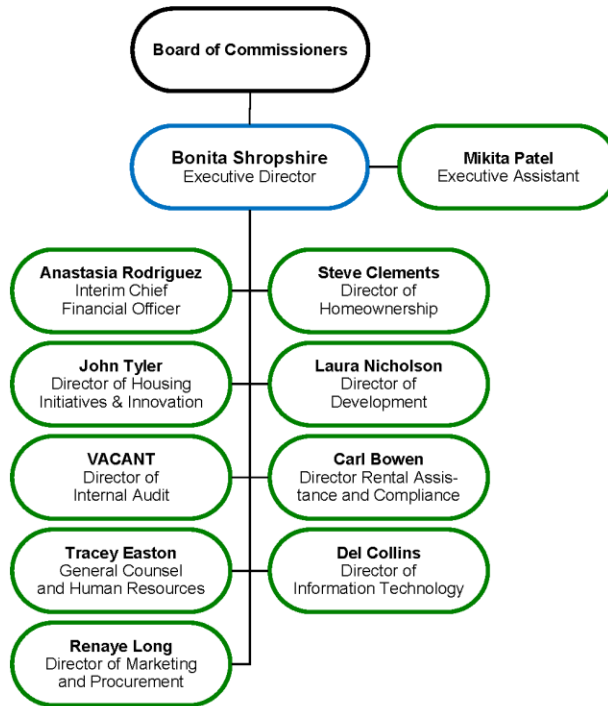 Board of Commissioners
Bonita Shropshire
Executive Director
Mikita Patel
Executive Assistant
Anastasia Rodriguez
Interim Chief
Financial Officer
Steve Clements
Director of
Homeownership
John Tyler
Director of Housing
Initiatives & Innovation
Laura Nicholson
Director of
Development
VACANT
Director of
Internal Audit
Carl Bowen
Director Rental Assis-
tance and Compliance
Tracey Easton
General Counsel
and Human Resources
Del Collins
Director of
Information Technology
Renaye Long
Director of Marketing
and Procurement